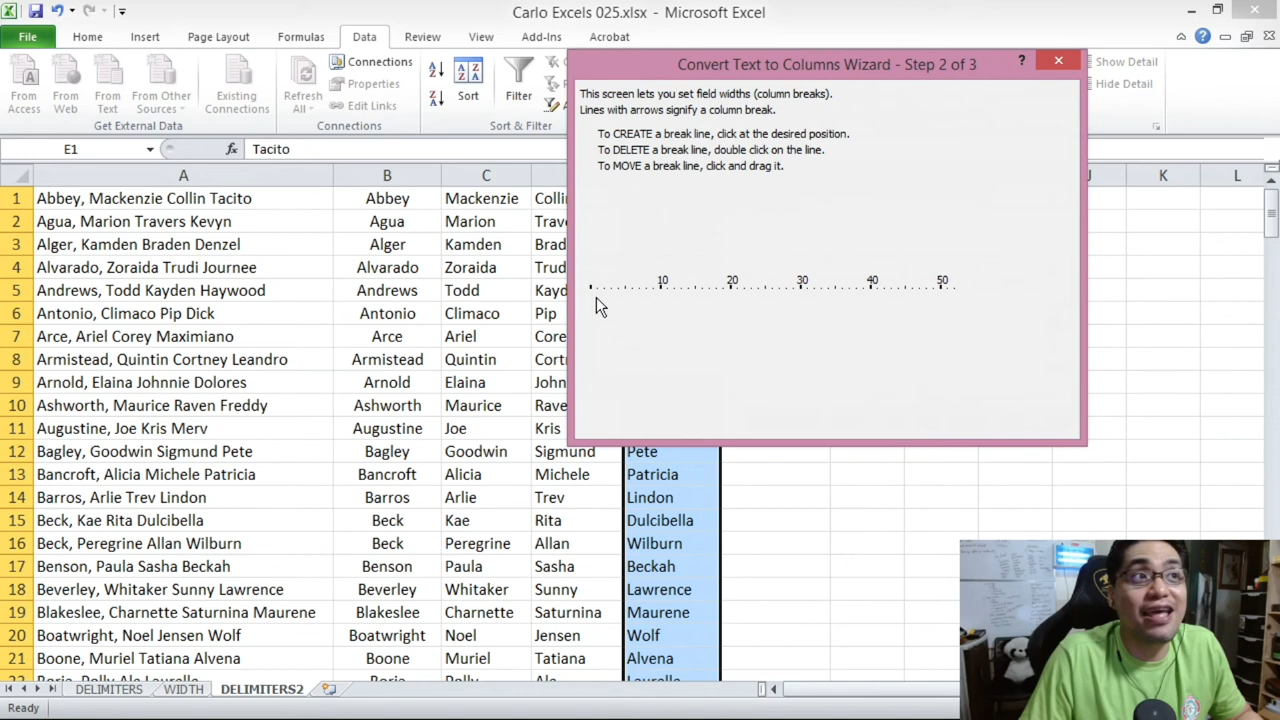 Carlo Excels 025.xlsx - Microsoft Excel
File Home Insert Page Layout Formulas Data Review View Add-Ins Acrobat
From Access
From Web
From Text
From Other Sources
Existing Connections
Get External Data
Refresh All
Connections
Properties
Edit Links
Connections
Sort
Filter
Sort & Filter
Show Detail
Hide Detail
E1 fx Tacito
A B C J K L
1 Abbey, Mackenzie Collin Tacito Abbey Mackenzie Colli
2 Agua, Marion Travers Kevyn Agua Marion Trave
3 Alger, Kamden Braden Denzel Alger Kamden Brad
4 Alvarado, Zoraida Trudi Journee Alvarado Zoraida Trud
5 Andrews, Todd Kayden Haywood Andrews Todd Kayd
6 Antonio, Climaco Pip Dick Antonio Climaco Pip
7 Arce, Ariel Corey Maximiano Arce Ariel Core
8 Armistead, Quintin Cortney Leandro Armistead Quintin Cort
9 Arnold, Elaina Johnnie Dolores Arnold Elaina John
10 Ashworth, Maurice Raven Freddy Ashworth Maurice Rave
11 Augustine, Joe Kris Merv Augustine Joe Kris
12 Bagley, Goodwin Sigmund Pete Bagley Goodwin Sigmund Pete
13 Bancroft, Alicia Michele Patricia Bancroft Alicia Michele Patricia
14 Barros, Arlie Trev Lindon Barros Arlie Trev Lindon
15 Beck, Kae Rita Dulcibella Beck Kae Rita Dulcibella
16 Beck, Peregrine Allan Wilburn Beck Peregrine Allan Wilburn
17 Benson, Paula Sasha Beckah Benson Paula Sasha Beckah
18 Beverley, Whitaker Sunny Lawrence Beverley Whitaker Sunny Lawrence
19 Blakeslee, Charnette Saturnina Maurene Blakeslee Charnette Saturnina Maurene
20 Boatwright, Noel Jensen Wolf Boatwright Noel Jensen Wolf
21 Boone, Muriel Tatiana Alvena Boone Muriel Tatiana Alvena
Convert Text to Columns Wizard - Step 2 of 3
This screen lets you set field widths (column breaks).
Lines with arrows signify a column break.
To CREATE a break line, click at the desired position.
To DELETE a break line, double click on the line.
To MOVE a break line, click and drag it.
10 20 30 40 50
DELIMITERS WIDTH DELIMITERS2
Ready